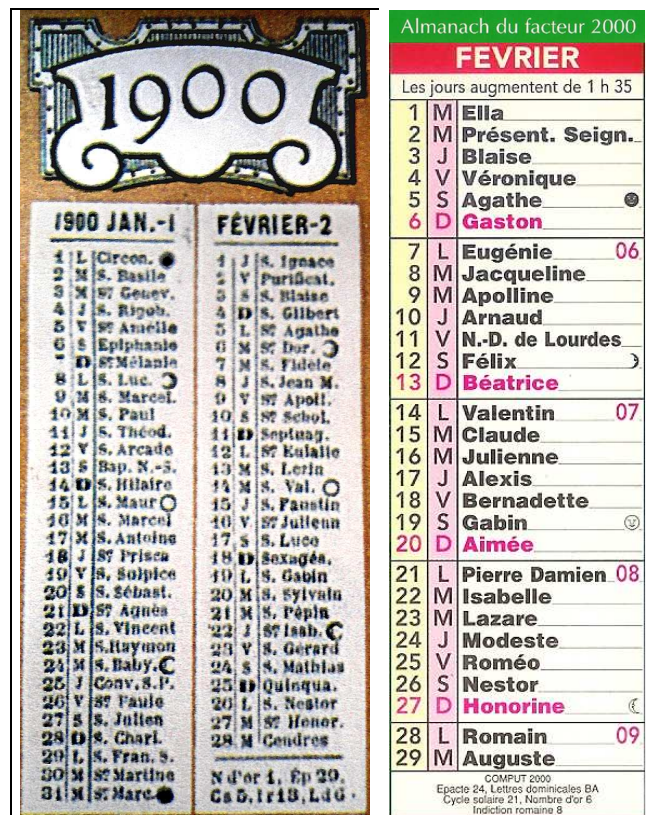 1900
1900 JAN.-1
1 L Circon.
2 M S. Basile
3 M Ste Genev.
4 J S. Rigob.
5 V Ste Amélie
6 S Epiphanie
D Ste Mélanie
8 L S. Luc.
9 M S. Marcel.
10 M S. Paul
11 J S. Théod.
12 V S. Arcade
13 S Bap. N.-S.
14 D S. Hilaire
15 L S. Maur
16 M S. Marcel
17 M S. Antoine
18 J Ste Prisca
19 V S. Sulpice
20 S S. Sébast.
21 D Ste Agnès
22 L S. Vincent
23 M S. Raymon
24 M S. Baby.
25 J Conv. S.P.
26 V Ste Paule
27 S S. Julien
28 D S. Charl.
29 L S. Fran. S.
30 M Ste Martine
31 M Ste Marc.
FÉVRIER-2
1 J S. Ignace
2 V Purificat.
3 S S. Blaise
4 D S. Gilbert
5 L Ste Agathe
6 M Ste Dor.
7 M S. Fidèle
8 J S. Jean M.
9 V Ste Apoll.
10 S Ste Schol.
11 D Septuag.
12 L Ste Eulalie
13 M S. Lezin
14 M S. Val.
15 J S. Faustin
16 V Ste Julienn
17 S S. Luce
18 D Sexagés.
19 L S. Gabin
20 M S. Sylvain
21 M S. Pépin
22 J Ste Isab.
23 V S. Gérard
24 S S. Mathias
25 D Quinqua.
26 L S. Nestor
27 M Ste Honor.
28 M Cendres
N d'or 1. Ep 29.
Cs 5. Ir 13. Ld G
Almanach du facteur 2000
FEVRIER
Les jours augmentent de 1 h 35
1 M Ella
2 M Présent. Seign.
3 J Blaise
4 V Véronique
5 S Agathe
6 D Gaston
7 L Eugénie 06
8 M Jacqueline
9 M Apolline
10 J Arnaud
11 V N.-D. de Lourdes
12 S Félix
13 D Béatrice
14 L Valentin 07
15 M Claude
16 M Julienne
17 J Alexis
18 V Bernadette
19 S Gabin
20 D Aimée
21 L Pierre Damien 08
22 M Isabelle
23 M Lazare
24 J Modeste
25 V Roméo
26 S Nestor
27 D Honorine
28 L Romain 09
29 M Auguste
COMPUT 2000
Epacte 24, Lettres dominicales BA
Cycle solaire 21, Nombre d'or 6
Indiction romaine 8